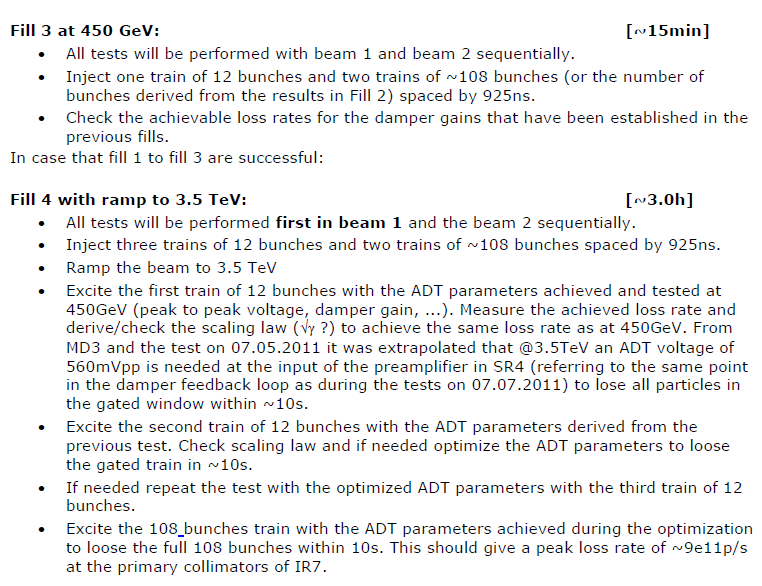 Fill 3 at 450 GeV: [~15min]
• All tests will be performed with beam 1 and beam 2 sequentially.
• Inject one train of 12 bunches and two trains of ~108 bunches (or the number of
bunches derived from the results in Fill 2) spaced by 925ns.
• Check the achievable loss rates for the damper gains that have been established in the
previous fills.
In case that fill 1 to fill 3 are successful:
Fill 4 with ramp to 3.5 TeV: [~3.0h]
• All tests will be performed first in beam 1 and the beam 2 sequentially.
• Inject three trains of 12 bunches and two trains of ~108 bunches spaced by 925ns.
• Ramp the beam to 3.5 TeV
• Excite the first train of 12 bunches with the ADT parameters achieved and tested at
450GeV (peak to peak voltage, damper gain, ...). Measure the achieved loss rate and
derive/check the scaling law (√γ ?) to achieve the same loss rate as at 450GeV. From
MD3 and the test on 07.05.2011 it was extrapolated that @3.5TeV an ADT voltage of
560mVpp is needed at the input of the preamplifier in SR4 (referring to the same point
in the damper feedback loop as during the tests on 07.07.2011) to lose all particles in
the gated window within ~10s.
• Excite the second train of 12 bunches with the ADT parameters derived from the
previous test. Check scaling law and if needed optimize the ADT parameters to loose
the gated train in ~10s.
• If needed repeat the test with the optimized ADT parameters with the third train of 12
bunches.
• Excite the 108 bunches train with the ADT parameters achieved during the optimization
to loose the full 108 bunches within 10s. This should give a peak loss rate of ~9e11p/s
at the primary collimators of IR7.